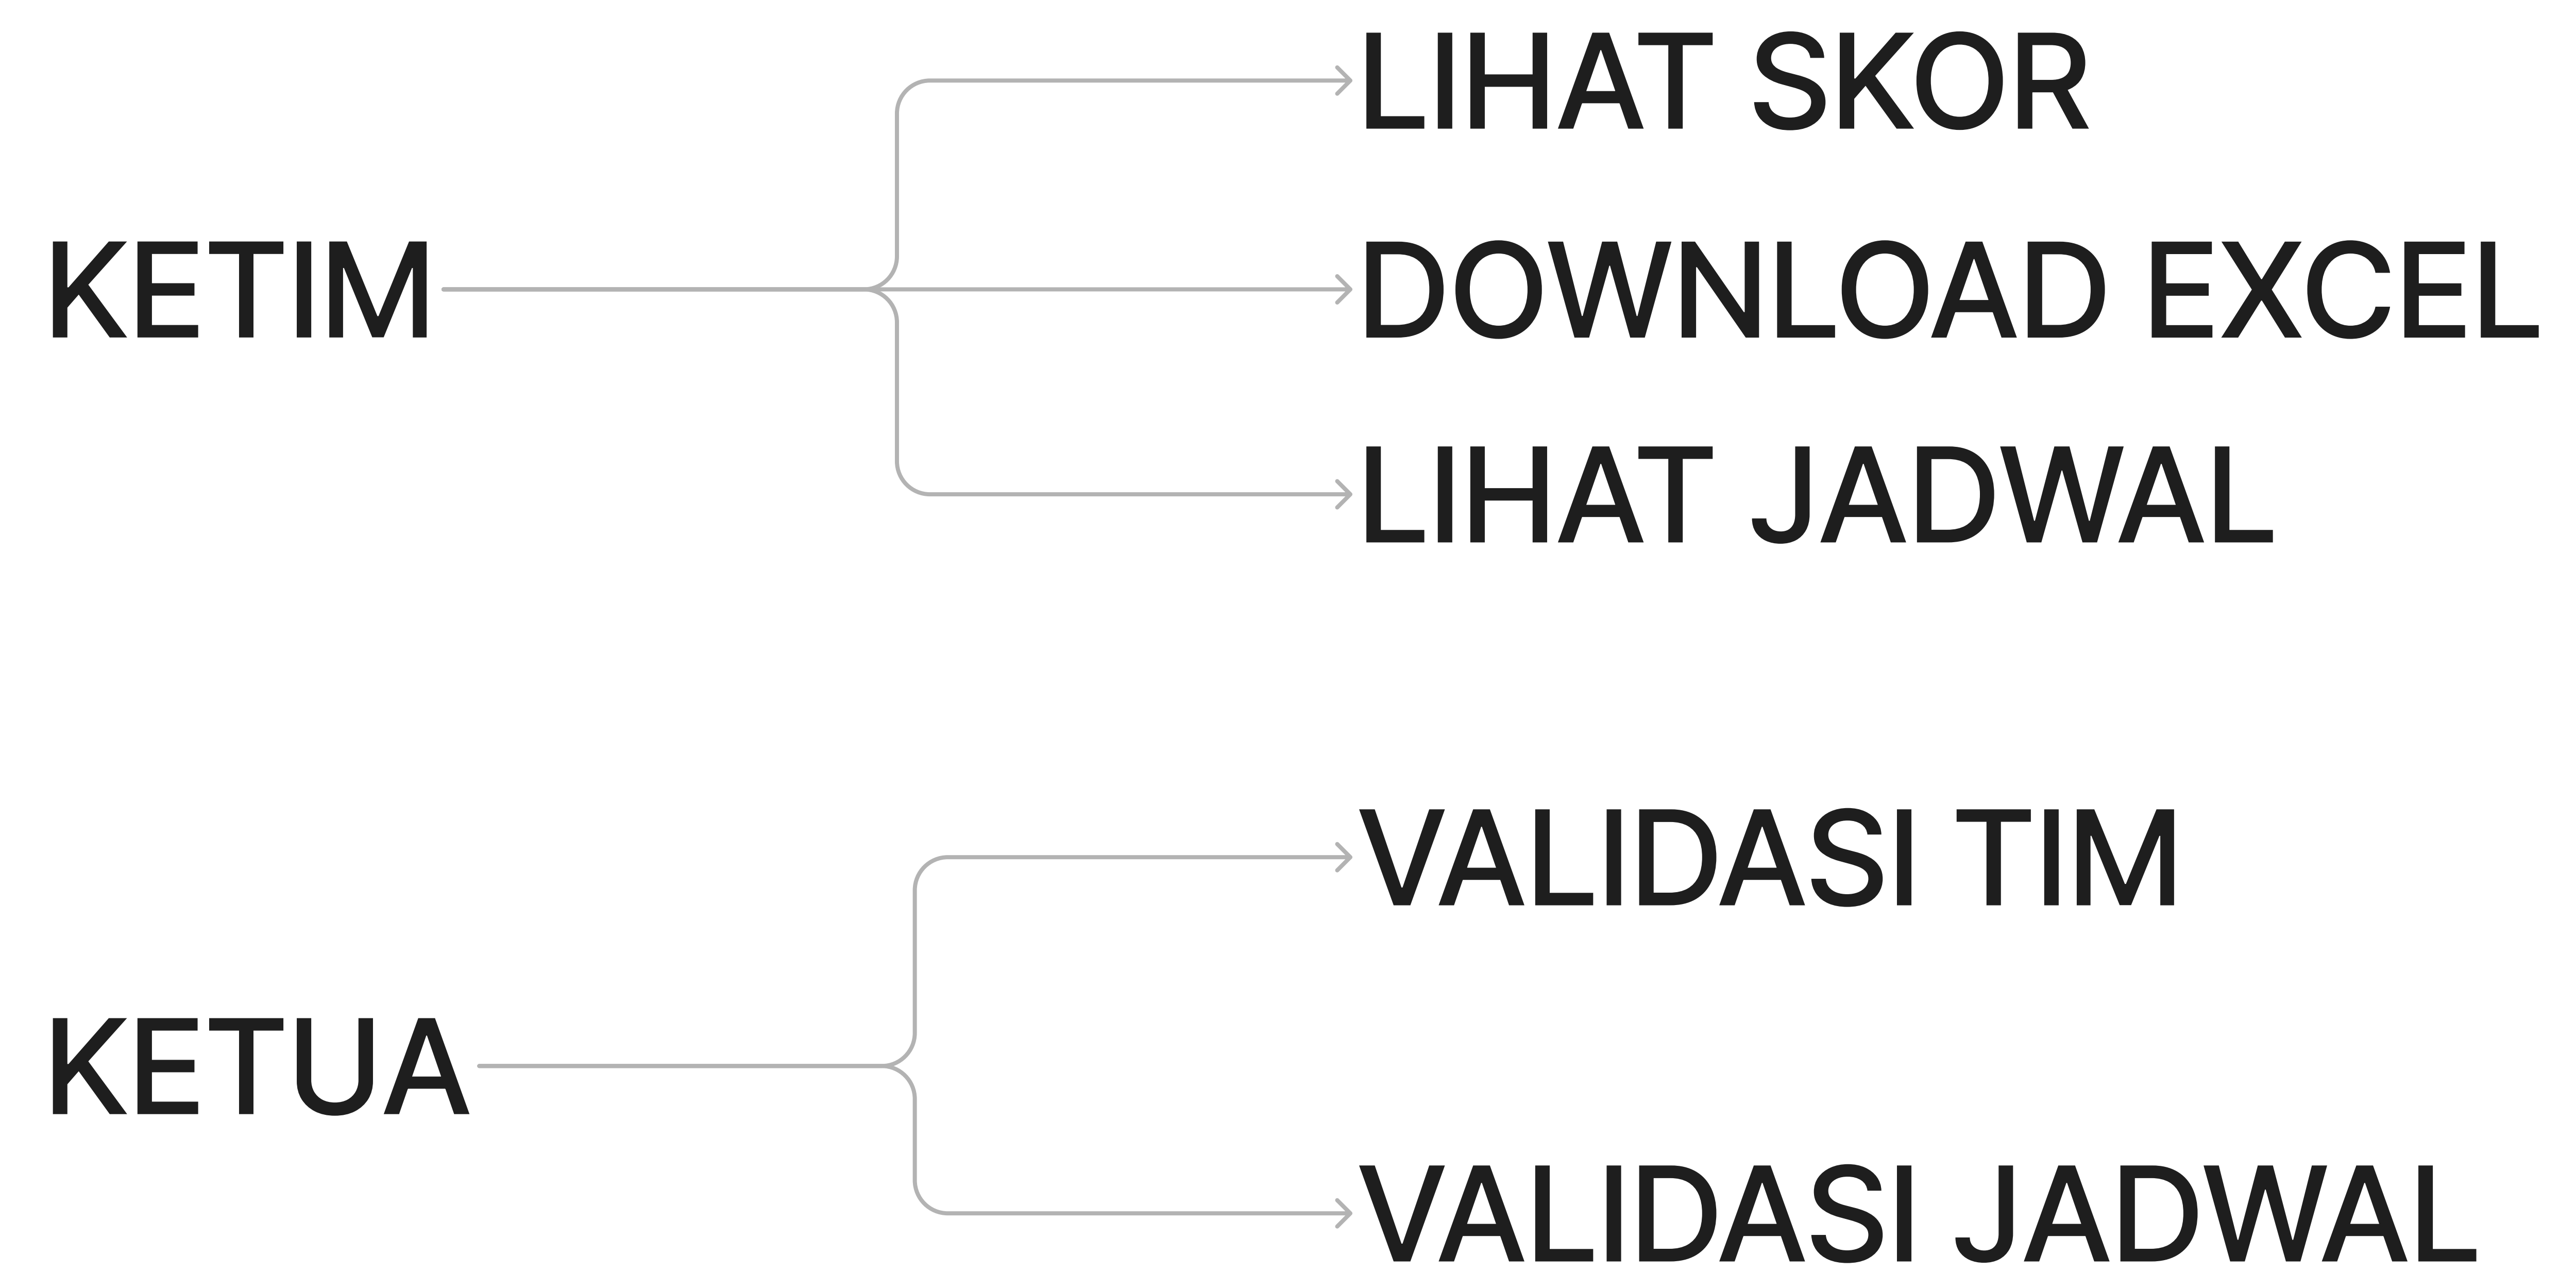 KETIM
LIHAT SKOR
DOWNLOAD EXCEL
LIHAT JADWAL
KETUA
VALIDASI TIM
VALIDASI JADWAL